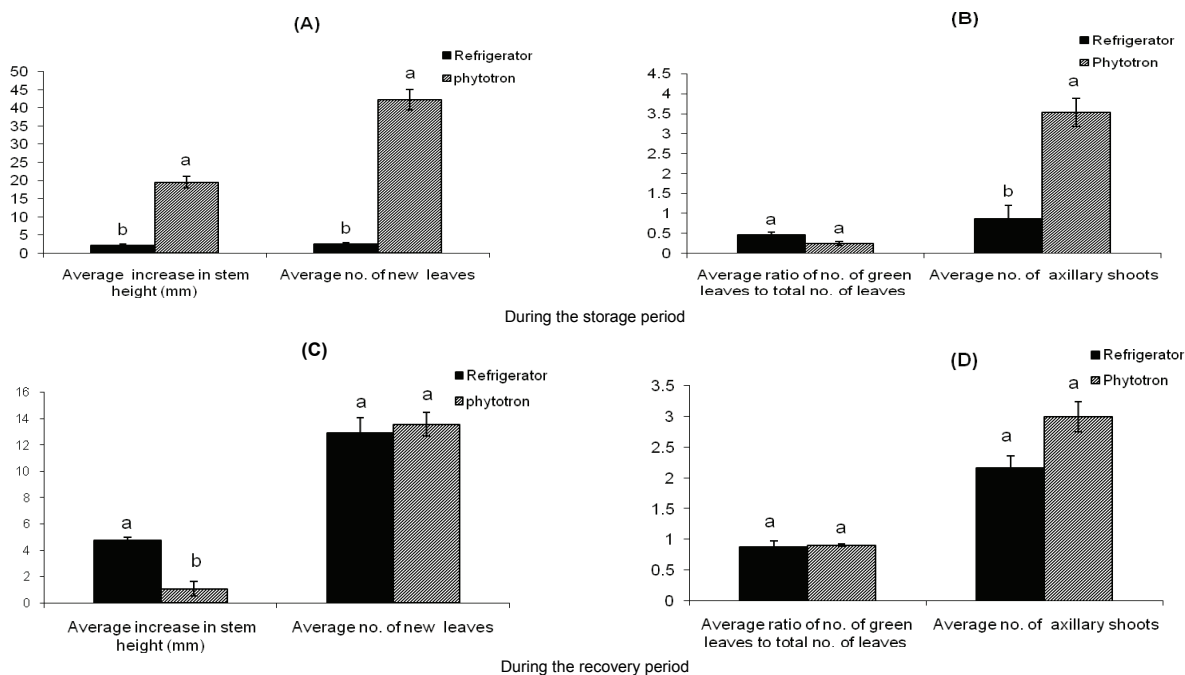 (A)
Refrigerator
phytotron
50
45
40
35
30
25
20
15
10
5
0
b
a
b
a
Average increase in stem
height (mm)
Average no. of new leaves
(B)
Refrigerator
Phytotron
4.5
4
3.5
3
2.5
2
1.5
1
0.5
0
a
a
b
a
Average ratio of no. of green
leaves to total no. of leaves
Average no. of axillary shoots
During the storage period
(C)
Refrigerator
phytotron
16
14
12
10
8
6
4
2
0
a
b
a
a
Average increase in stem
height (mm)
Average no. of new leaves
(D)
Refrigerator
Phytotron
3.5
3
2.5
2
1.5
1
0.5
0
a
a
a
a
Average ratio of no. of green
leaves to total no. of leaves
Average no. of axillary shoots
During the recovery period